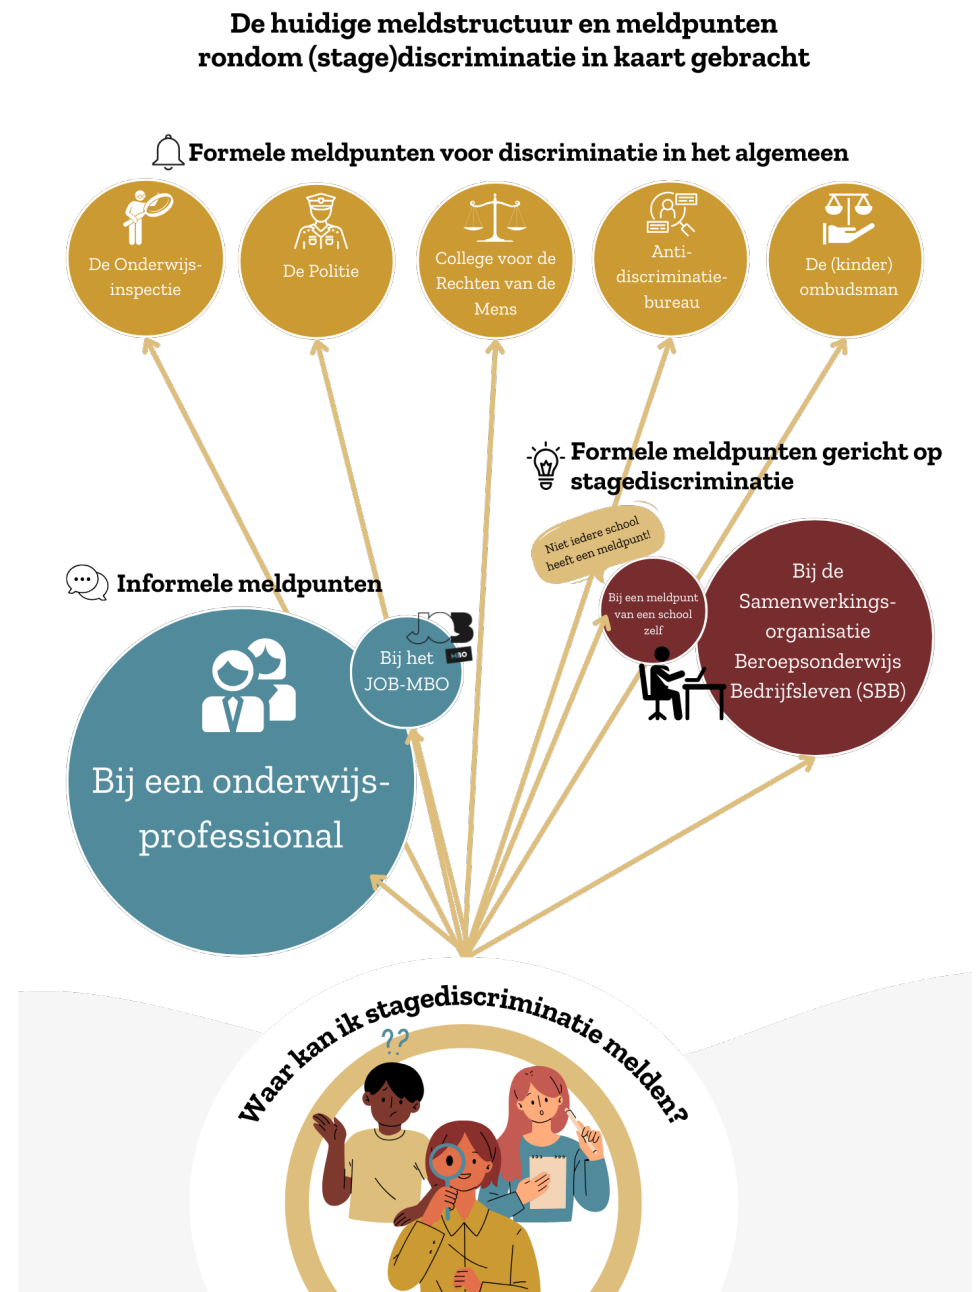 De huidige meldstructuur en meldpunten
rondom (stage)discriminatie in kaart gebracht
Formele meldpunten voor discriminatie in het algemeen
De Onderwijs-
inspectie
De Politie
College voor de
Rechten van de
Mens
Anti-
discriminatie-
bureau
De (kinder)
ombudsman
Formele meldpunten gericht op
stagediscriminatie
Niet iedere school
heeft een meldpunt!
Bij een meldpunt
van een school
zelf
Bij de
Samenwerkings-
organisatie
Beroepsonderwijs
Bedrijfsleven (SBB)
Informele meldpunten
JOB
MBO
Bij het
JOB-MBO
Bij een onderwijs-
professional
Waar kan ik stagediscriminatie melden?
??